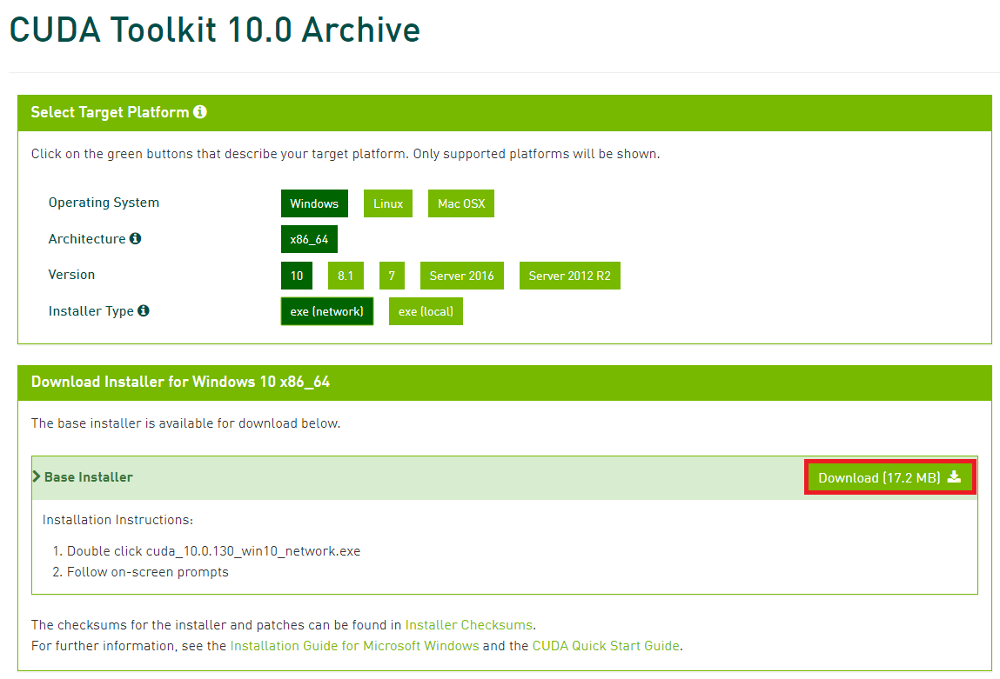 CUDA Toolkit 10.0 Archive
Select Target Platform
Click on the green buttons that describe your target platform. Only supported platforms will be shown.
Operating System Windows Linux Mac OSX
Architecture x86_64
Version 10 8.1 7 Server 2016 Server 2012 R2
Installer Type exe (network) exe (local)
Download Installer for Windows 10 x86_64
The base installer is available for download below.
Base Installer Download (17.2 MB)
Installation Instructions:
1. Double click cuda_10.0.130_win10_network.exe
2. Follow on-screen prompts
The checksums for the installer and patches can be found in Installer Checksums.
For further information, see the Installation Guide for Microsoft Windows and the CUDA Quick Start Guide.